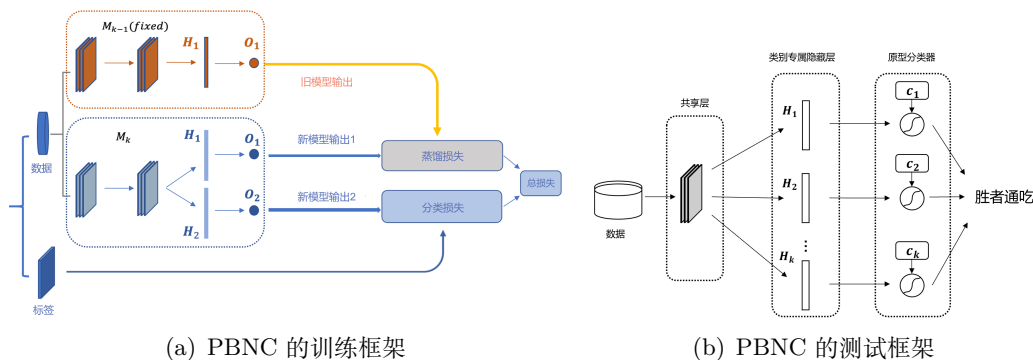 M_{k-1}(fixed)
H_1
O_1
旧模型输出
数据
M_k
H_1
O_1
新模型输出1
蒸馏损失
总损失
H_2
O_2
新模型输出2
分类损失
标签
(a) PBNC 的训练框架
类别专属隐藏层
原型分类器
共享层
数据
H_1
H_2
⋮
H_k
c_1
c_2
c_k
胜者通吃
(b) PBNC 的测试框架